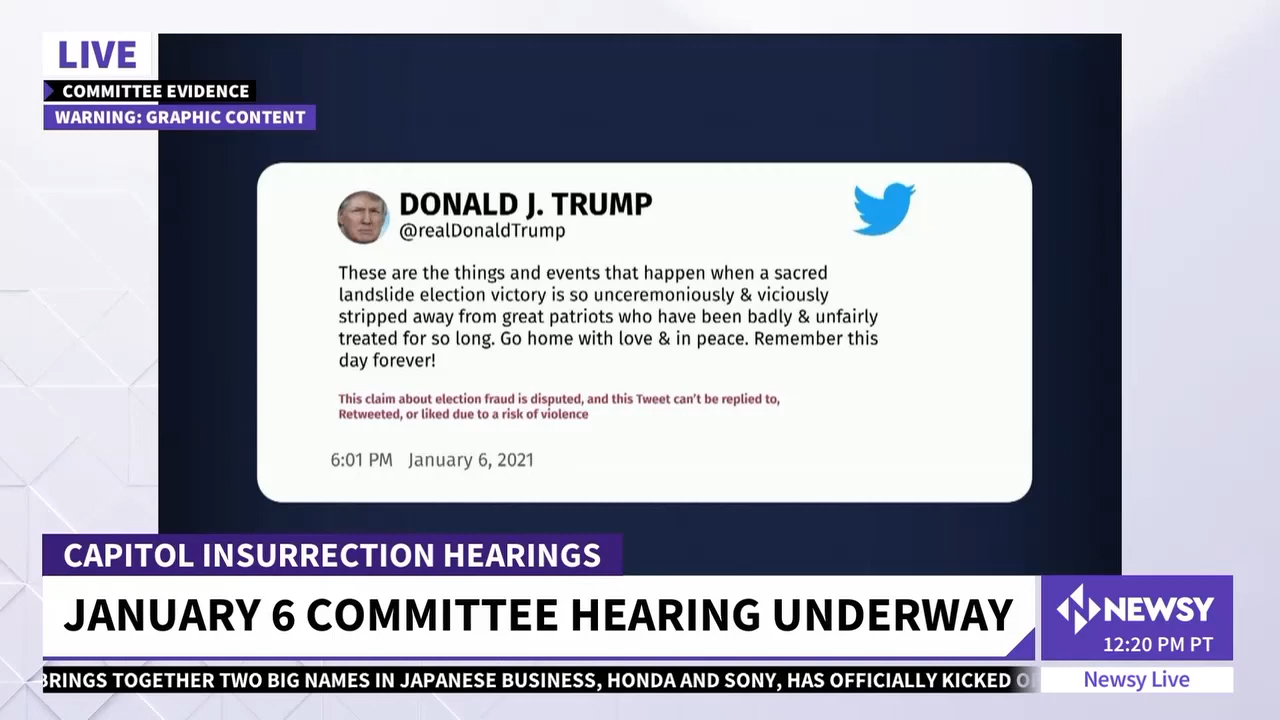 LIVE
COMMITTEE EVIDENCE
WARNING: GRAPHIC CONTENT
DONALD J. TRUMP
@realDonaldTrump
These are the things and events that happen when a sacred
landslide election victory is so unceremoniously & viciously
stripped away from great patriots who have been badly & unfairly
treated for so long. Go home with love & in peace. Remember this
day forever!
This claim about election fraud is disputed, and this Tweet can't be replied to,
Retweeted, or liked due to a risk of violence
6:01 PM January 6, 2021
CAPITOL INSURRECTION HEARINGS
JANUARY 6 COMMITTEE HEARING UNDERWAY
NEWSY
12:20 PM PT
BRINGS TOGETHER TWO BIG NAMES IN JAPANESE BUSINESS, HONDA AND SONY, HAS OFFICIALLY KICKED
Newsy Live